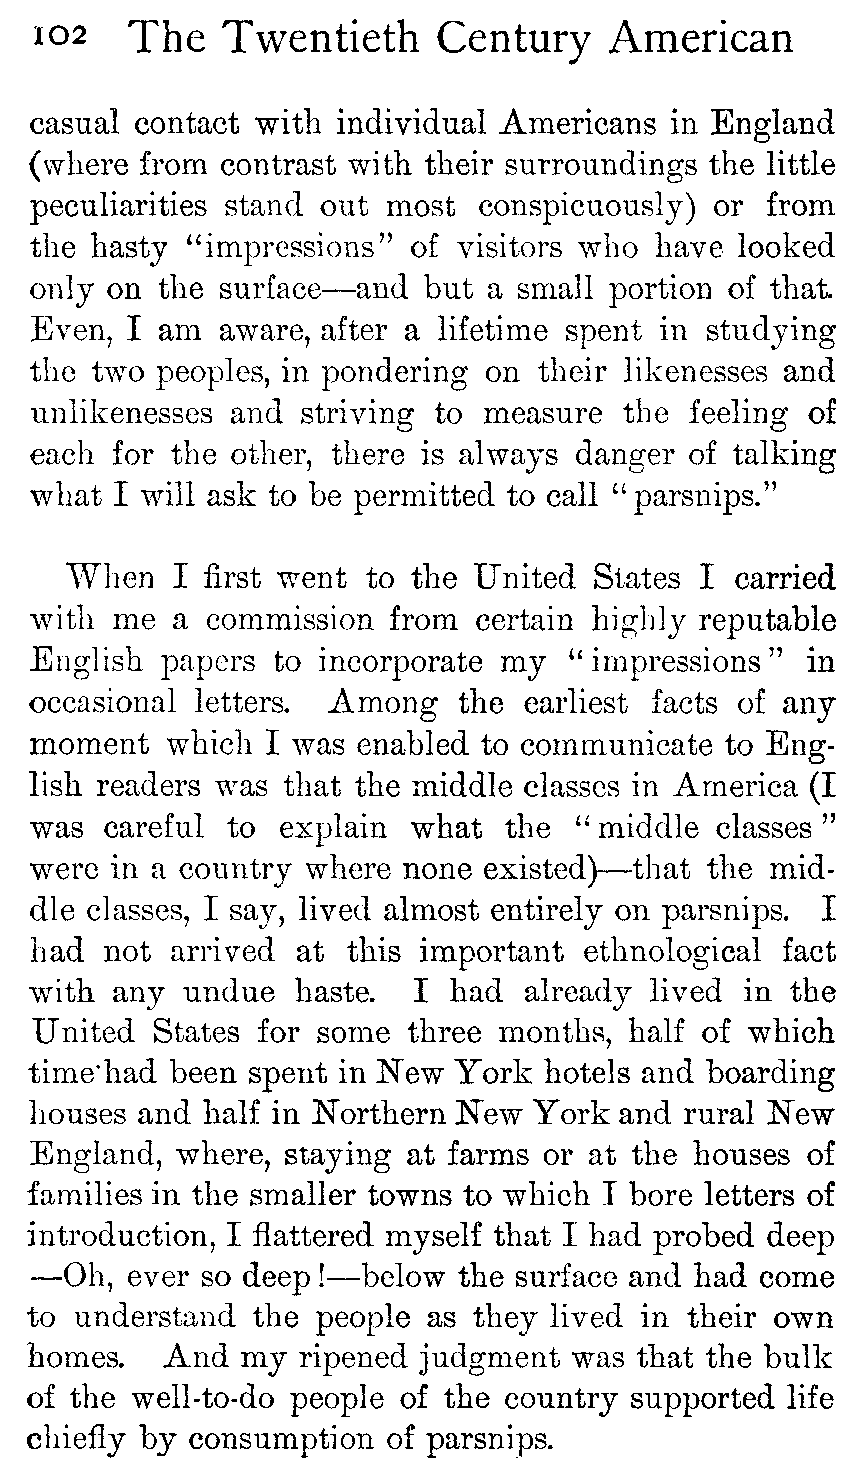 102 The Twentieth Century American
casual contact with individual Americans in England
(where from contrast with their surroundings the little
peculiarities stand out most conspicuously) or from
the hasty "impressions" of visitors who have looked
only on the surface—and but a small portion of that.
Even, I am aware, after a lifetime spent in studying
the two peoples, in pondering on their likenesses and
unlikenesses and striving to measure the feeling of
each for the other, there is always danger of talking
what I will ask to be permitted to call "parsnips."
When I first went to the United States I carried
with me a commission from certain highly reputable
English papers to incorporate my "impressions" in
occasional letters. Among the earliest facts of any
moment which I was enabled to communicate to Eng-
lish readers was that the middle classes in America (I
was careful to explain what the "middle classes"
were in a country where none existed)—that the mid-
dle classes, I say, lived almost entirely on parsnips. I
had not arrived at this important ethnological fact
with any undue haste. I had already lived in the
United States for some three months, half of which
time had been spent in New York hotels and boarding
houses and half in Northern New York and rural New
England, where, staying at farms or at the houses of
families in the smaller towns to which I bore letters of
introduction, I flattered myself that I had probed deep
—Oh, ever so deep!—below the surface and had come
to understand the people as they lived in their own
homes. And my ripened judgment was that the bulk
of the well-to-do people of the country supported life
chiefly by consumption of parsnips.